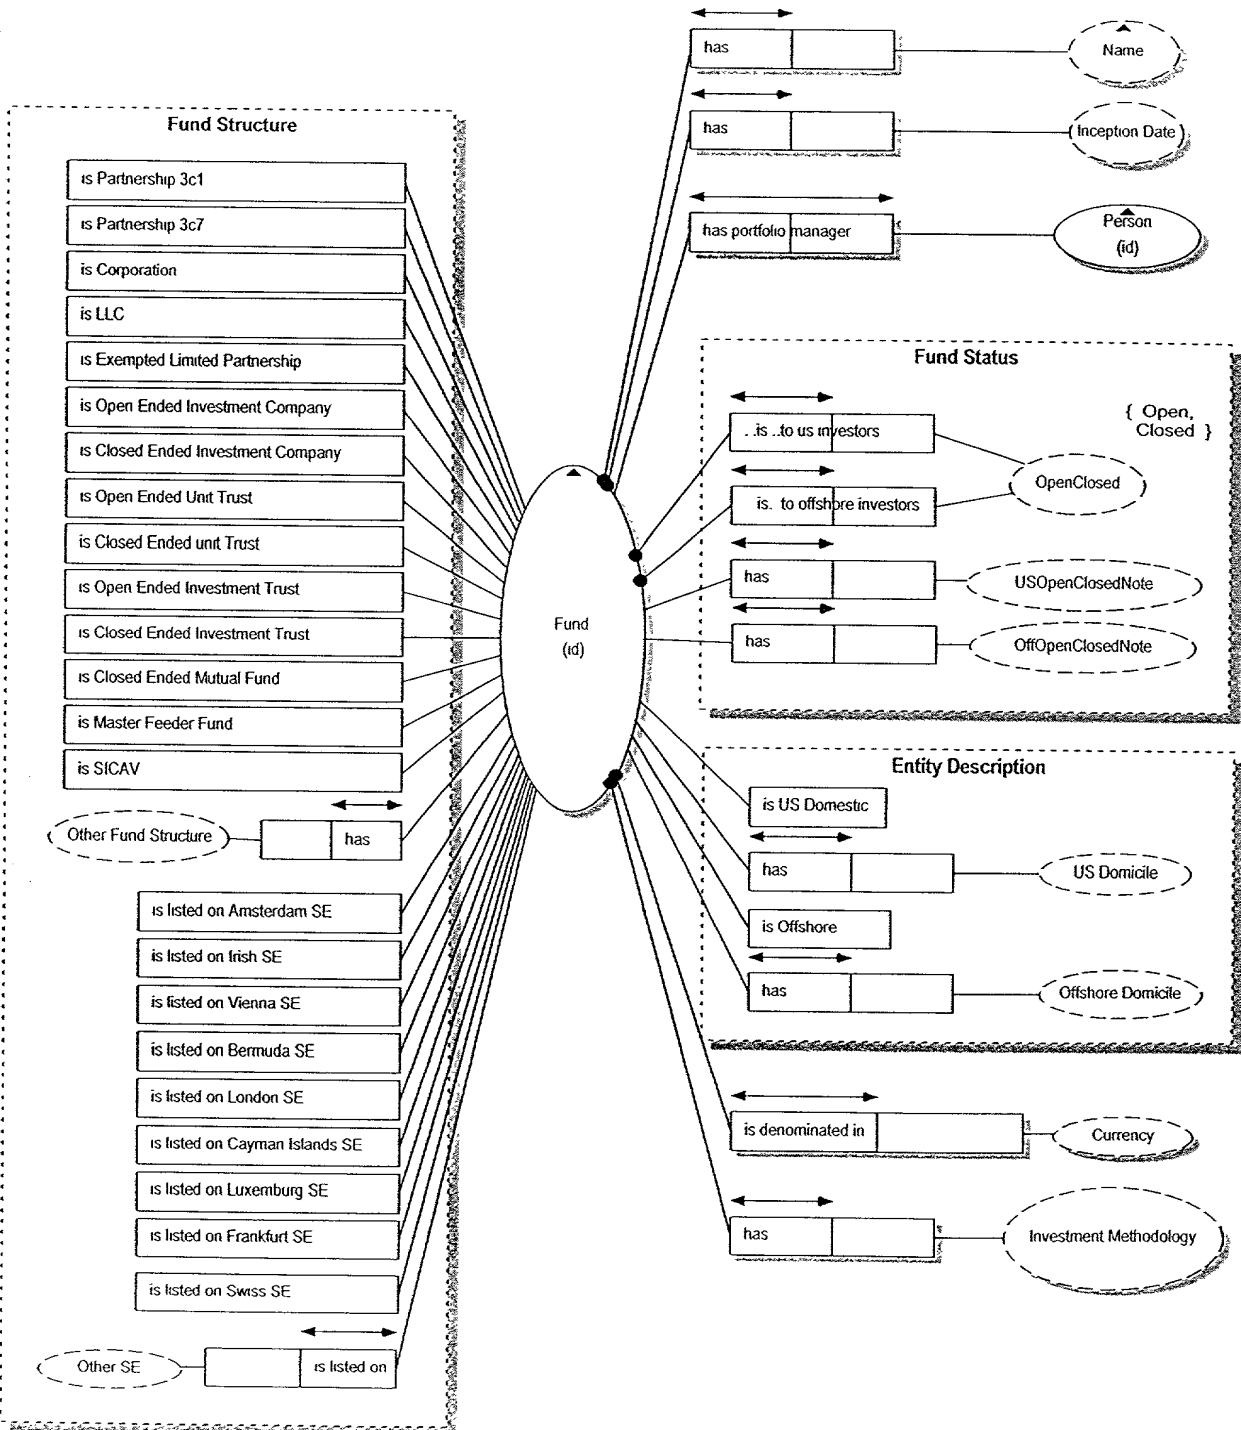 has
Name
has
Inception Date
has portfolio manager
Person
(id)
Fund Structure
is Partnership 3c1
is Partnership 3c7
is Corporation
is LLC
is Exempted Limited Partnership
is Open Ended Investment Company
is Closed Ended Investment Company
is Open Ended Unit Trust
is Closed Ended unit Trust
is Open Ended Investment Trust
is Closed Ended Investment Trust
is Closed Ended Mutual Fund
is Master Feeder Fund
is SICAV
Other Fund Structure
has
is listed on Amsterdam SE
is listed on Irish SE
is listed on Vienna SE
is listed on Bermuda SE
is listed on London SE
is listed on Cayman Islands SE
is listed on Luxemburg SE
is listed on Frankfurt SE
is listed on Swiss SE
Other SE
is listed on
Fund
(id)
Fund Status
{ Open,
Closed }
..is ..to us investors
is. to offshore investors
OpenClosed
has
USOpenClosedNote
has
OffOpenClosedNote
Entity Description
is US Domestic
has
US Domicile
is Offshore
has
Offshore Domicile
is denominated in
Currency
has
Investment Methodology